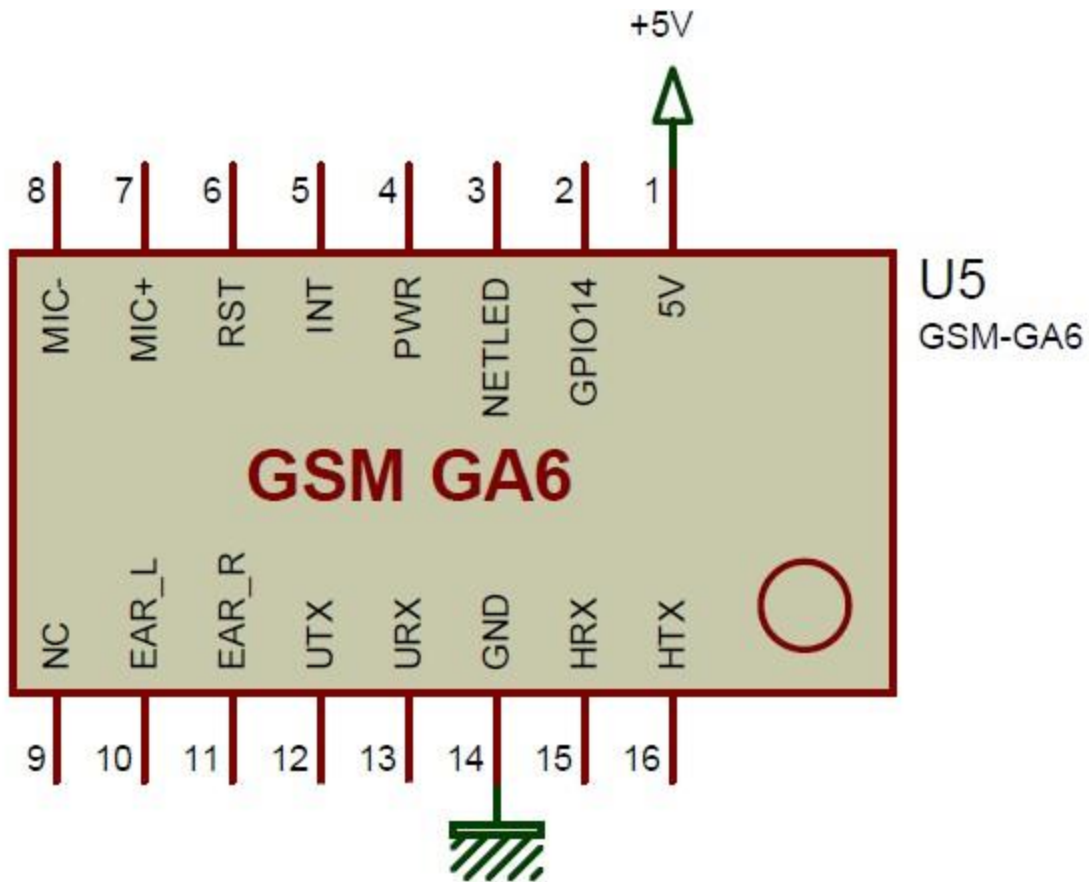 +5V
8 7 6 5 4 3 2 1
MIC- MIC+ RST INT PWR NETLED GPIO14 5V
U5
GSM-GA6
GSM GA6
NC EAR_L EAR_R UTX URX GND HRX HTX
9 10 11 12 13 14 15 16